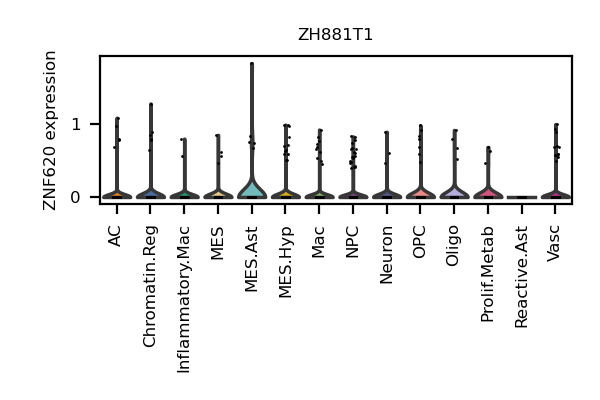 ZH881T1
ZNF620 expression
1
0
AC
Chromatin.Reg
Inflammatory.Mac
MES
MES.Ast
MES.Hyp
Mac
NPC
Neuron
OPC
Oligo
Prolif.Metab
Reactive.Ast
Vasc